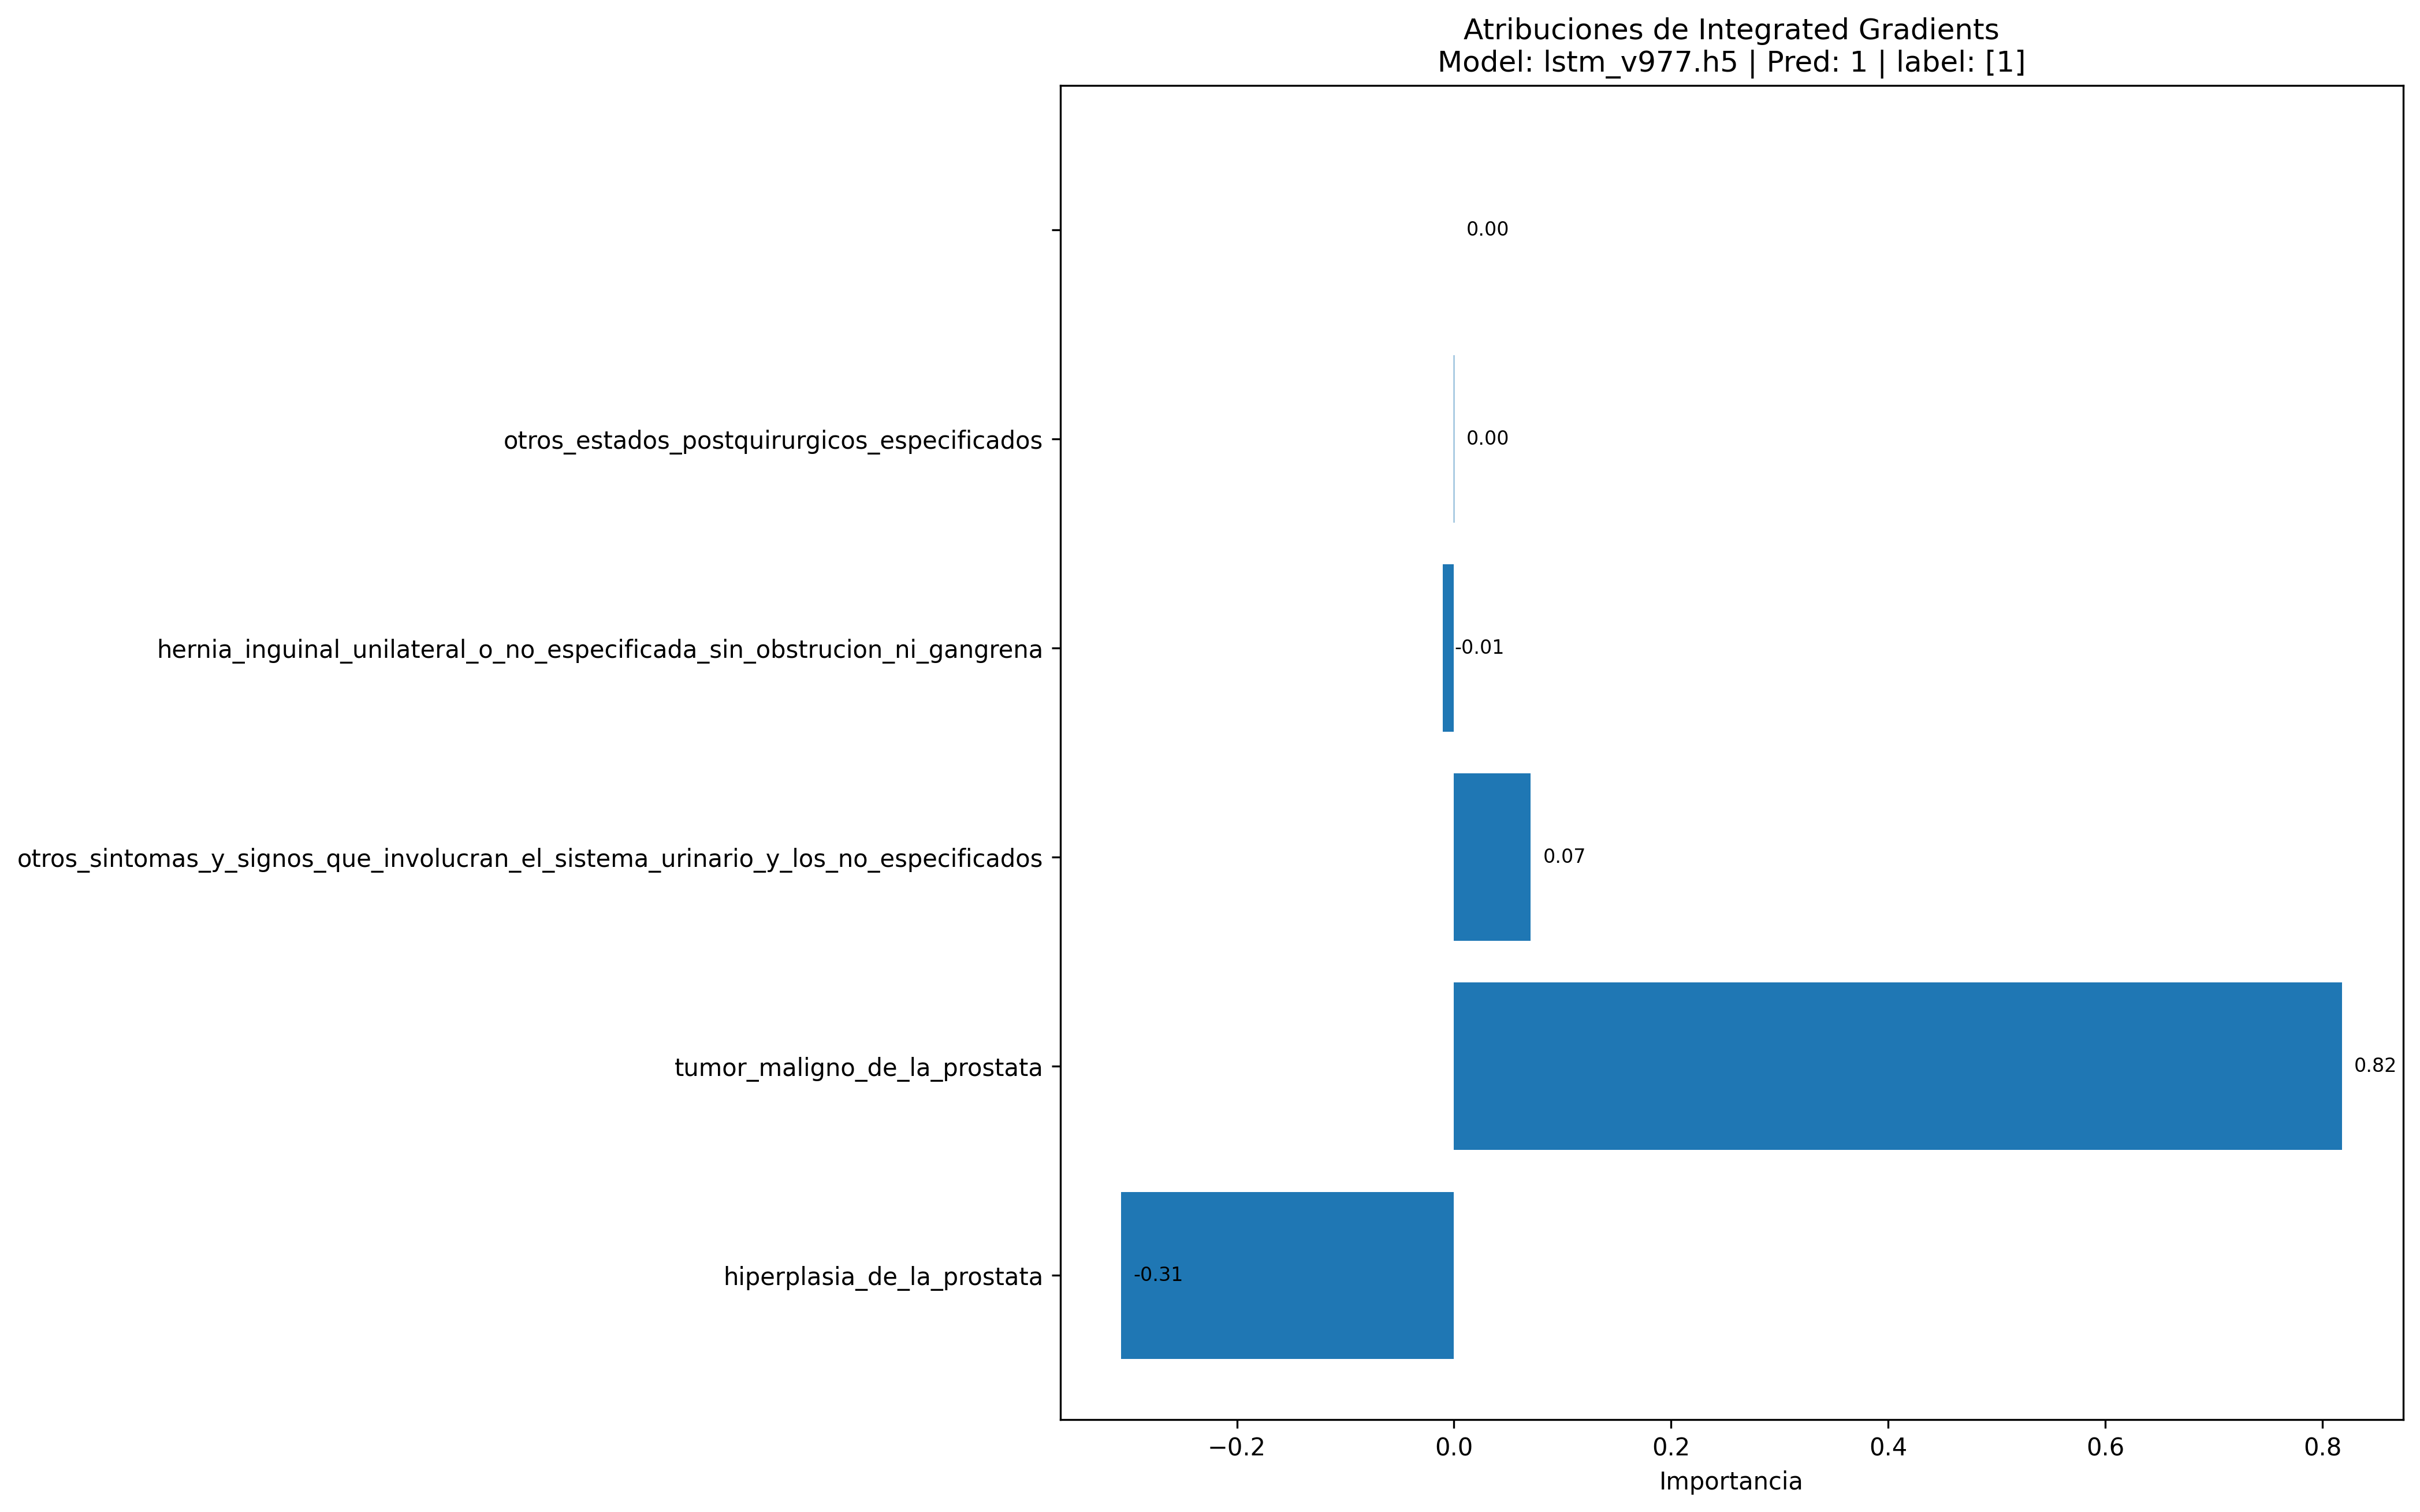 Atribuciones de Integrated Gradients
Model: lstm_v977.h5 | Pred: 1 | label: [1]
0.00
otros_estados_postquirurgicos_especificados
0.00
hernia_inguinal_unilateral_o_no_especificada_sin_obstrucion_ni_gangrena
-0.01
otros_sintomas_y_signos_que_involucran_el_sistema_urinario_y_los_no_especificados
0.07
tumor_maligno_de_la_prostata
0.82
hiperplasia_de_la_prostata
-0.31
−0.2
0.0
0.2
0.4
0.6
0.8
Importancia